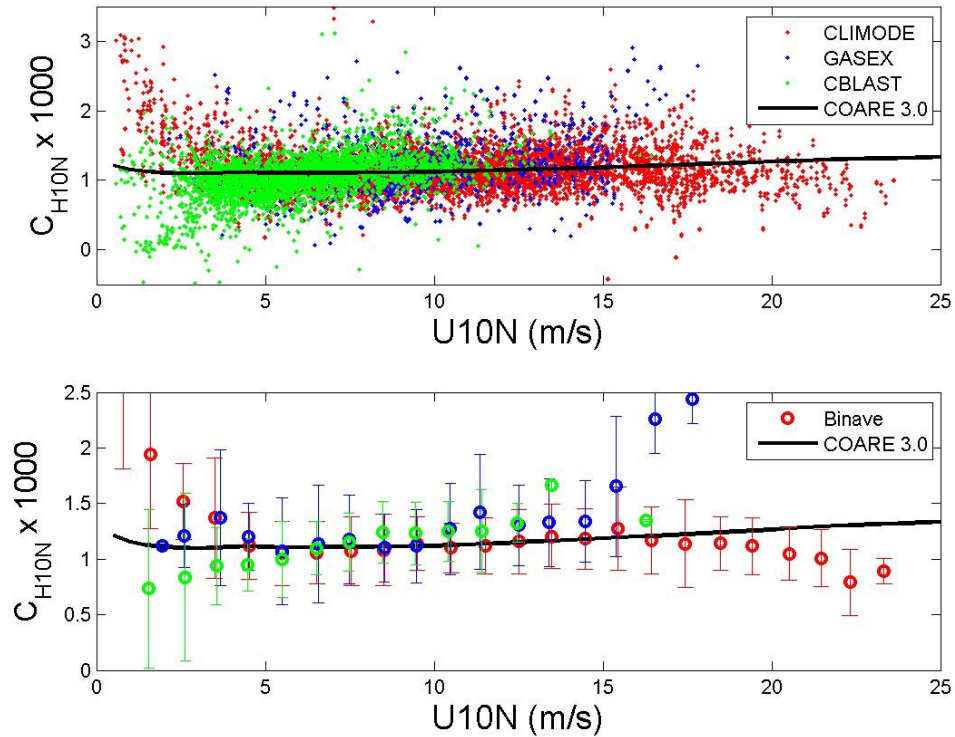 CLIMODE
GASEX
CBLAST
COARE 3.0
C_H10N x 1000
3
2
1
0
0 5 10 15 20 25
U10N (m/s)
Binave
COARE 3.0
C_H10N x 1000
2.5
2
1.5
1
0.5
0
0 5 10 15 20 25
U10N (m/s)